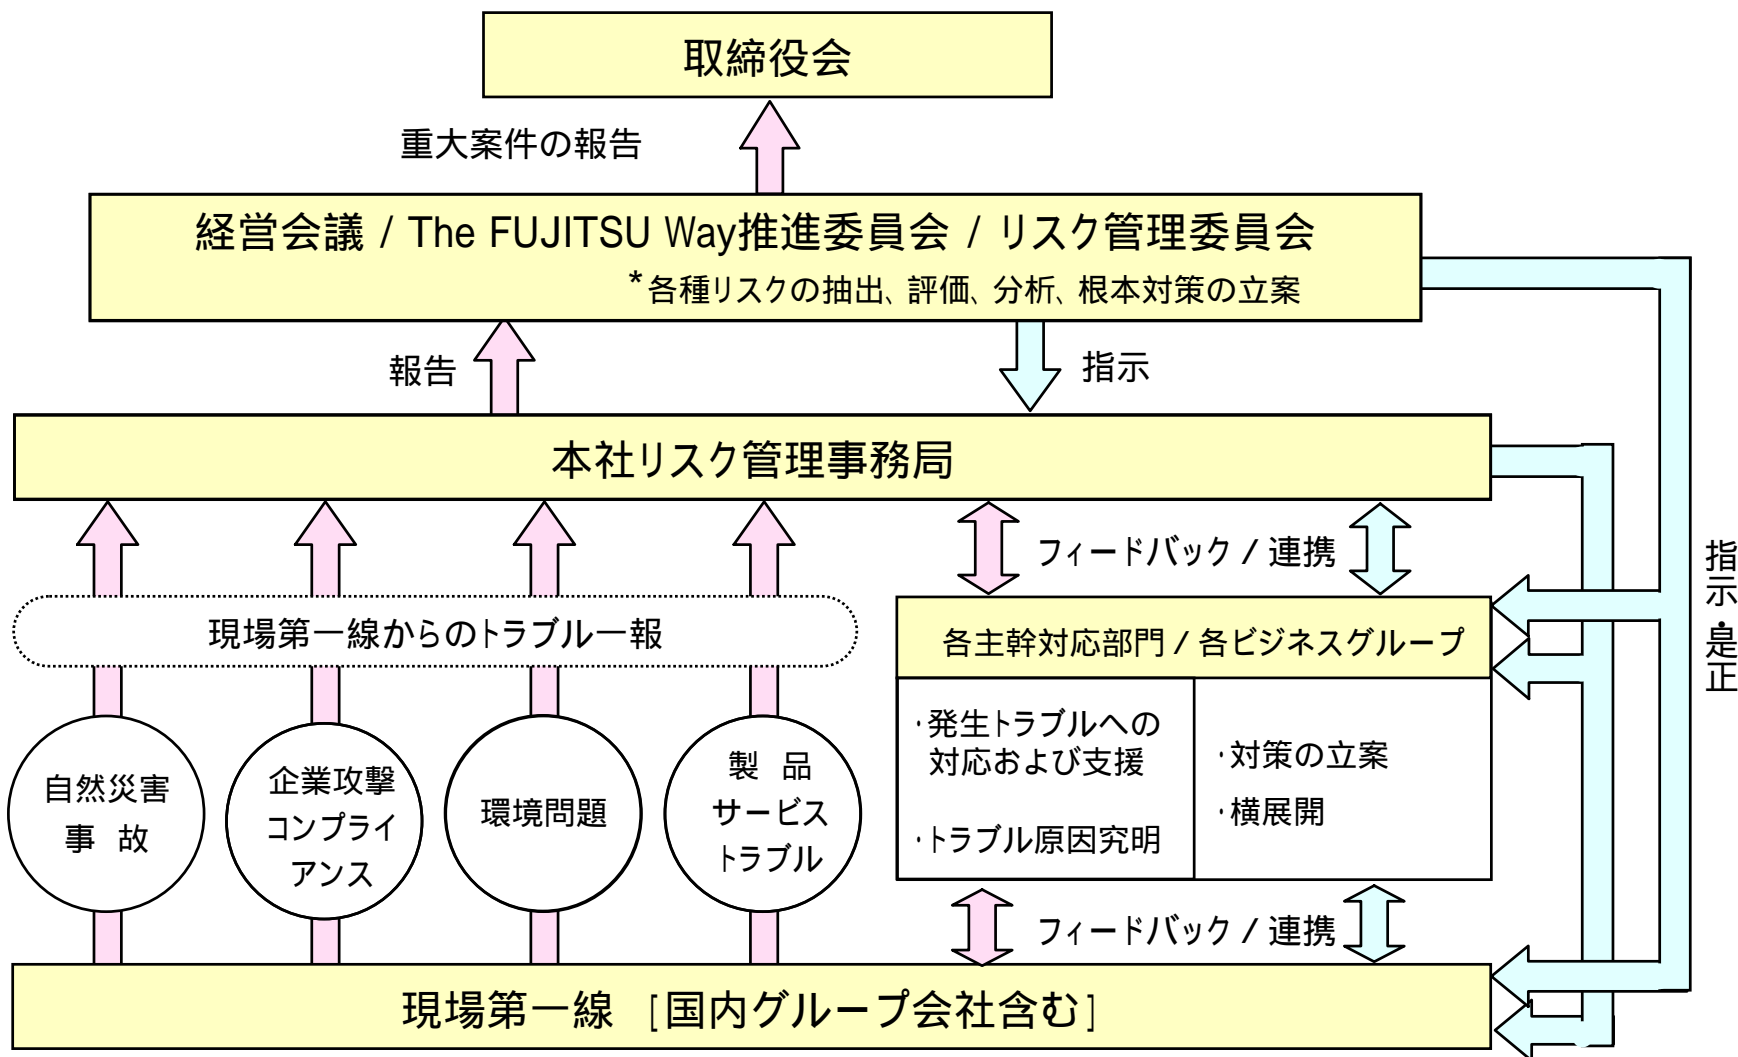 取締役会
重大案件の報告
経営会議 / The FUJITSU Way推進委員会 / リスク管理委員会
*各種リスクの抽出、評価、分析、根本対策の立案
報告
指示
本社リスク管理事務局
フィードバック / 連携
指示・是正
現場第一線からのトラブル一報
各主幹対応部門 / 各ビジネスグループ
・発生トラブルへの
対応および支援
・トラブル原因究明
・対策の立案
・横展開
自然災害
事 故
企業攻撃
コンプライ
アンス
環境問題
製 品
サービス
トラブル
フィードバック / 連携
現場第一線 [国内グループ会社含む]